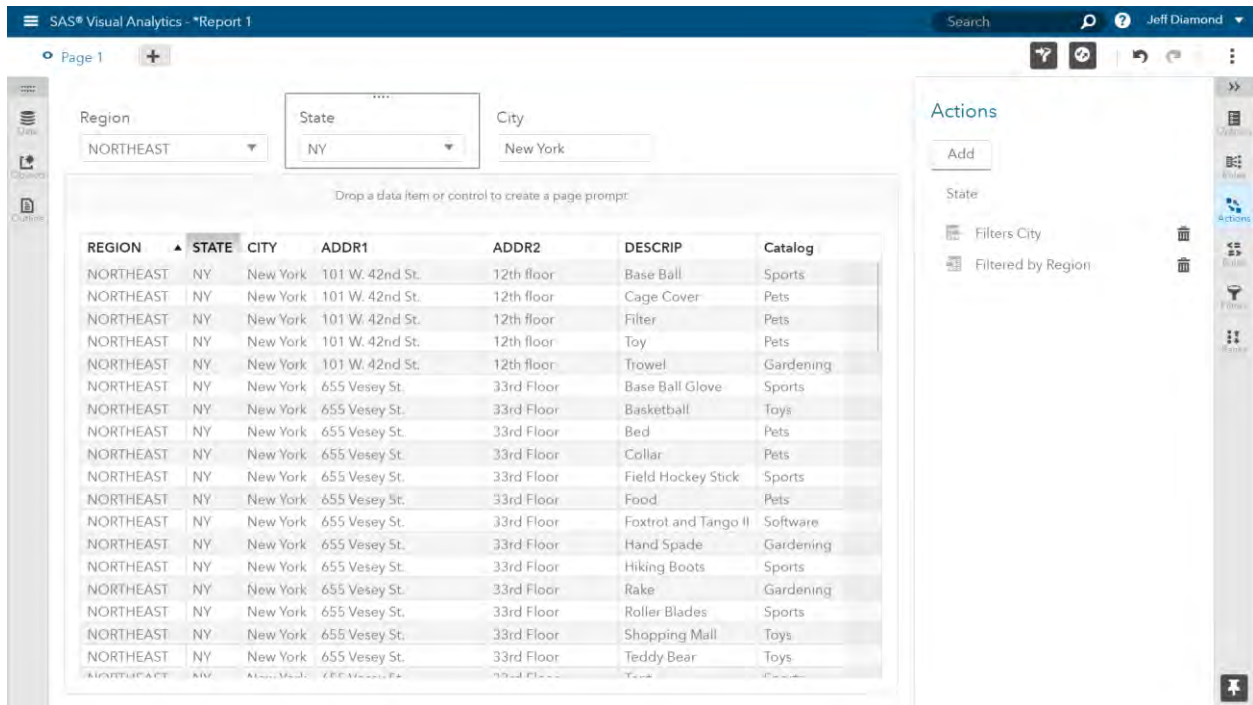 SAS® Visual Analytics - *Report 1 Search ? Jeff Diamond
Page 1 +
Region State City
NORTHEAST NY New York
Drop a data item or control to create a page prompt
REGION STATE CITY ADDR1 ADDR2 DESCRIP Catalog
NORTHEAST NY New York 101 W. 42nd St. 12th floor Base Ball Sports
NORTHEAST NY New York 101 W. 42nd St. 12th floor Cage Cover Pets
NORTHEAST NY New York 101 W. 42nd St. 12th floor Filter Pets
NORTHEAST NY New York 101 W. 42nd St. 12th floor Toy Pets
NORTHEAST NY New York 101 W. 42nd St. 12th floor Trowel Gardening
NORTHEAST NY New York 655 Vesey St. 33rd Floor Base Ball Glove Sports
NORTHEAST NY New York 655 Vesey St. 33rd Floor Basketball Toys
NORTHEAST NY New York 655 Vesey St. 33rd Floor Bed Pets
NORTHEAST NY New York 655 Vesey St. 33rd Floor Collar Pets
NORTHEAST NY New York 655 Vesey St. 33rd Floor Field Hockey Stick Sports
NORTHEAST NY New York 655 Vesey St. 33rd Floor Food Pets
NORTHEAST NY New York 655 Vesey St. 33rd Floor Foxtrot and Tango II Software
NORTHEAST NY New York 655 Vesey St. 33rd Floor Hand Spade Gardening
NORTHEAST NY New York 655 Vesey St. 33rd Floor Hiking Boots Sports
NORTHEAST NY New York 655 Vesey St. 33rd Floor Rake Gardening
NORTHEAST NY New York 655 Vesey St. 33rd Floor Roller Blades Sports
NORTHEAST NY New York 655 Vesey St. 33rd Floor Shopping Mall Toys
NORTHEAST NY New York 655 Vesey St. 33rd Floor Teddy Bear Toys
Actions
Add
State
Filters City
Filtered by Region
Actions